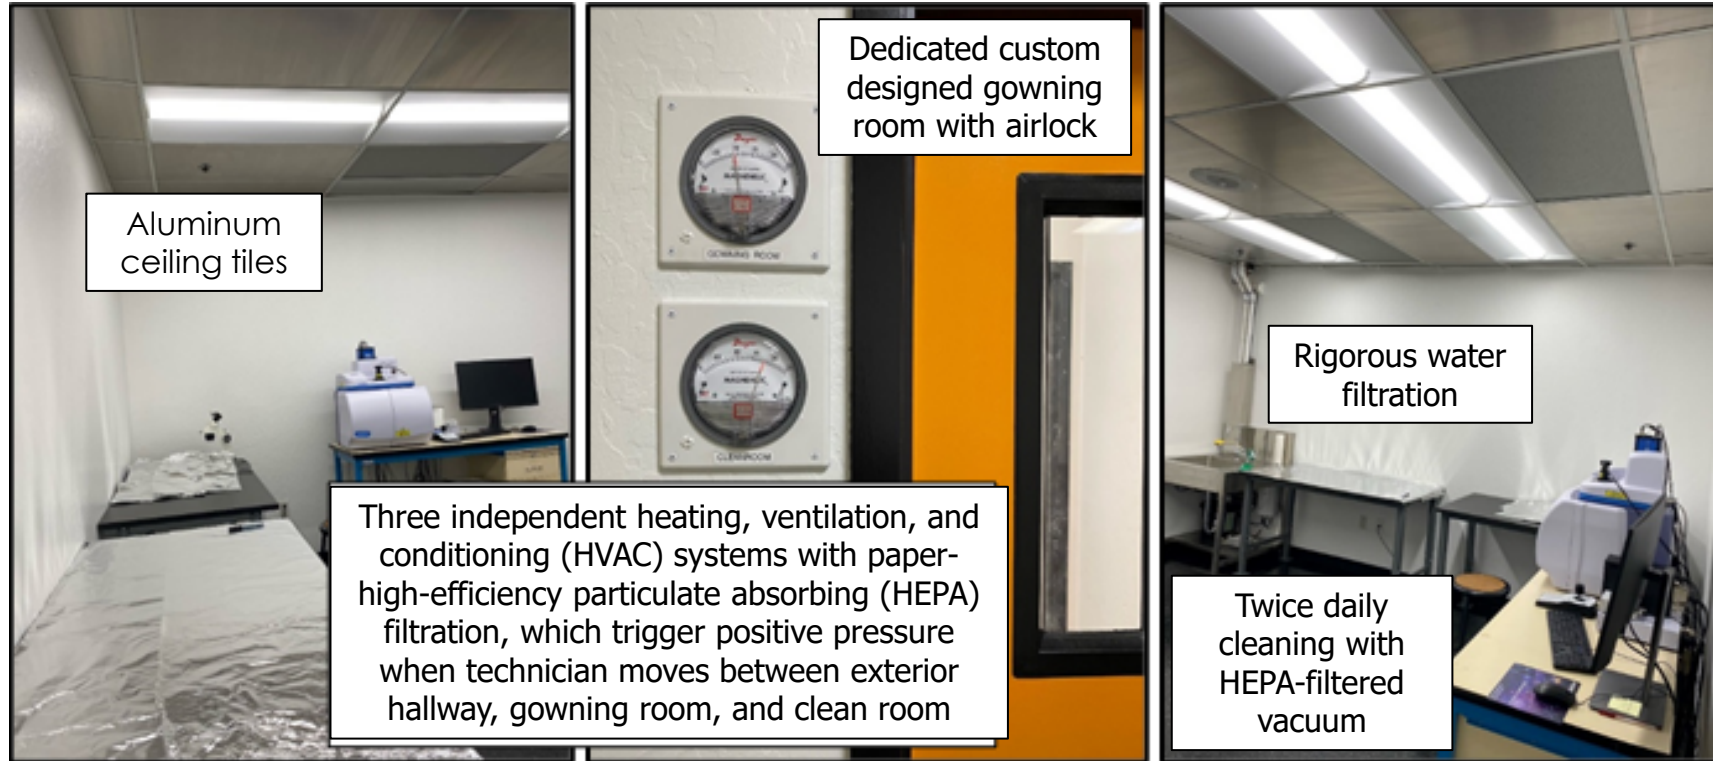 Aluminum
ceiling tiles
Dedicated custom
designed gowning
room with airlock
GOWNING ROOM
MAGNEHELIC
CLEANROOM
Three independent heating, ventilation, and
conditioning (HVAC) systems with paper-
high-efficiency particulate absorbing (HEPA)
filtration, which trigger positive pressure
when technician moves between exterior
hallway, gowning room, and clean room
Rigorous water
filtration
Twice daily
cleaning with
HEPA-filtered
vacuum